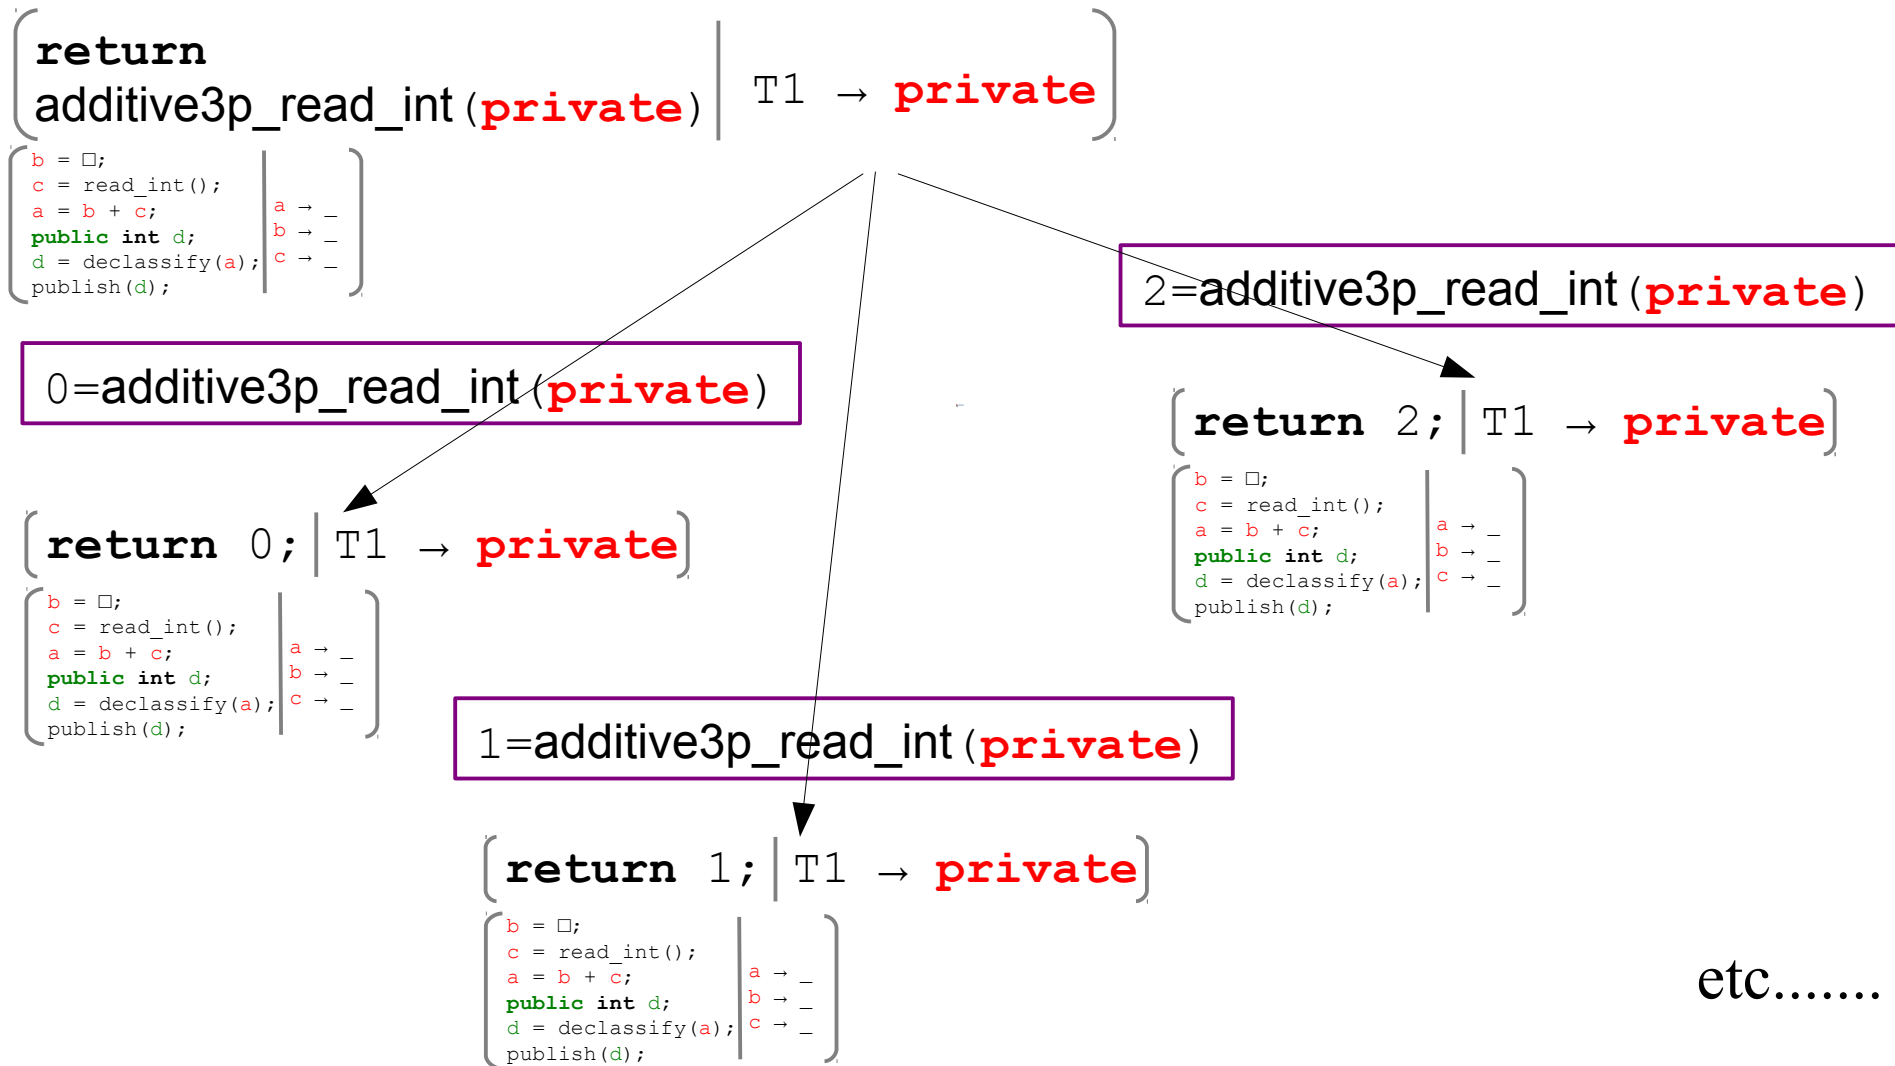 return
additive3p_read_int(private) T1 → private
b = □;
c = read_int();
a = b + c;
public int d;
d = declassify(a);
publish(d);
a → _
b → _
c → _
2=additive3p_read_int(private)
0=additive3p_read_int(private)
return 2; T1 → private
b = □;
c = read_int();
a = b + c;
public int d;
d = declassify(a);
publish(d);
a → _
b → _
c → _
return 0; T1 → private
b = □;
c = read_int();
a = b + c;
public int d;
d = declassify(a);
publish(d);
a → _
b → _
c → _
1=additive3p_read_int(private)
return 1; T1 → private
b = □;
c = read_int();
a = b + c;
public int d;
d = declassify(a);
publish(d);
a → _
b → _
c → _
etc.......